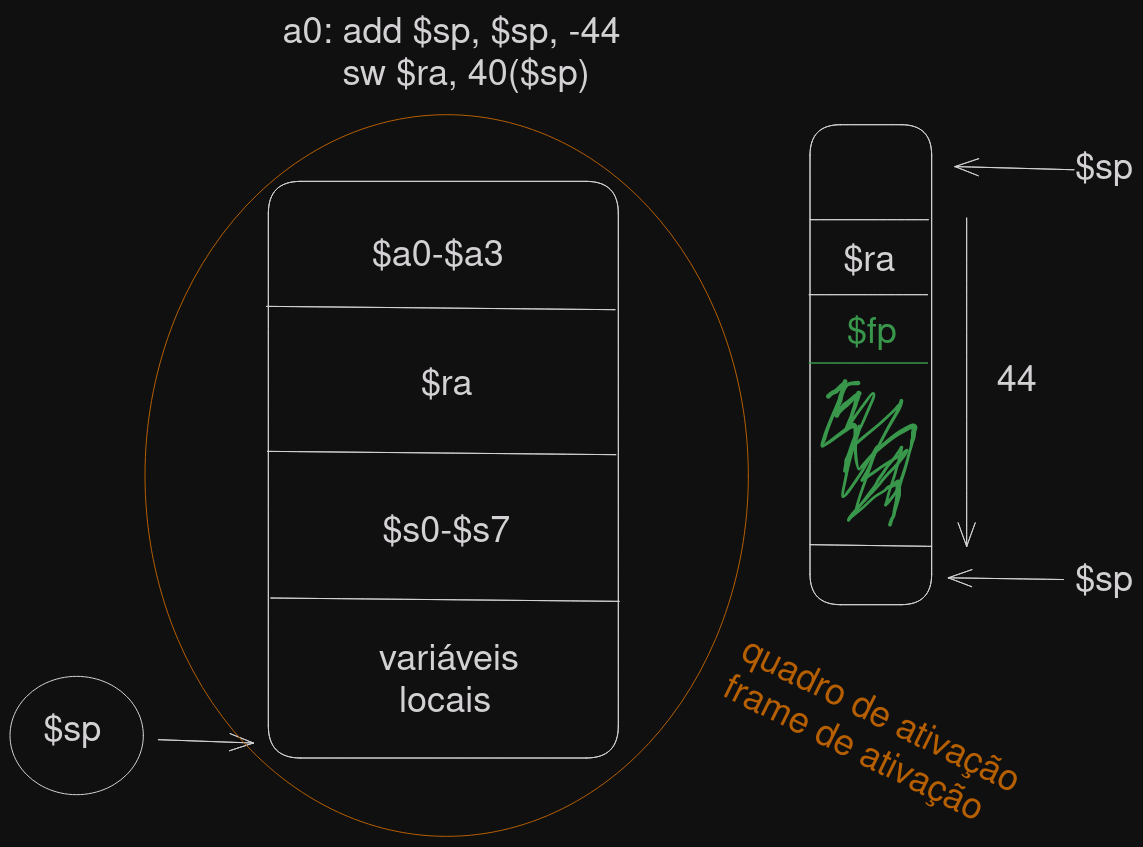 a0: add $sp, $sp, -44
sw $ra, 40($sp)
$a0-$a3
$ra
$s0-$s7
variáveis
locais
$sp
$sp
$ra
$fp
44
$sp
quadro de ativação
frame de ativação